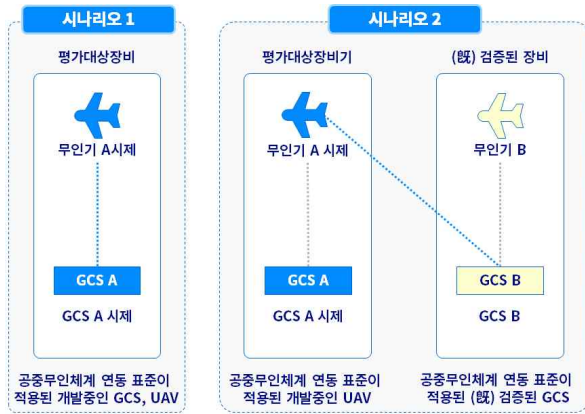 시나리오 1
평가대상장비
무인기 A시제
GCS A
GCS A 시제
공중무인체계 연동 표준이
적용된 개발중인 GCS, UAV
시나리오 2
평가대상장비기
무인기 A 시제
GCS A
GCS A 시제
공중무인체계 연동 표준이
적용된 개발중인 UAV
(旣) 검증된 장비
무인기 B
GCS B
GCS B
공중무인체계 연동 표준이
적용된 (旣) 검증된 GCS